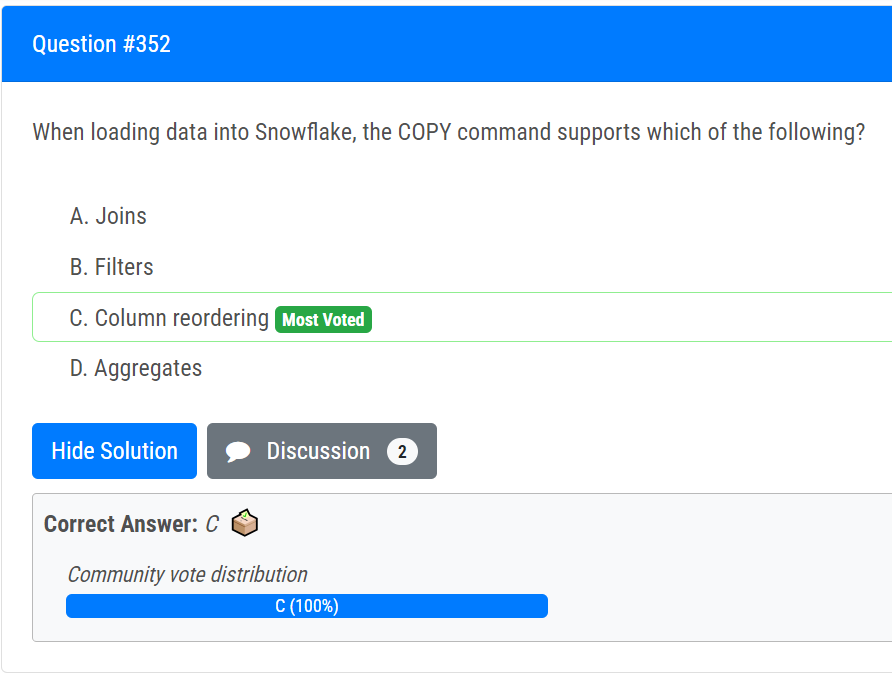 Question #352
When loading data into Snowflake, the COPY command supports which of the following?
A. Joins
B. Filters
C. Column reordering Most Voted
D. Aggregates
Hide Solution Discussion 2
Correct Answer: C
Community vote distribution
C (100%)